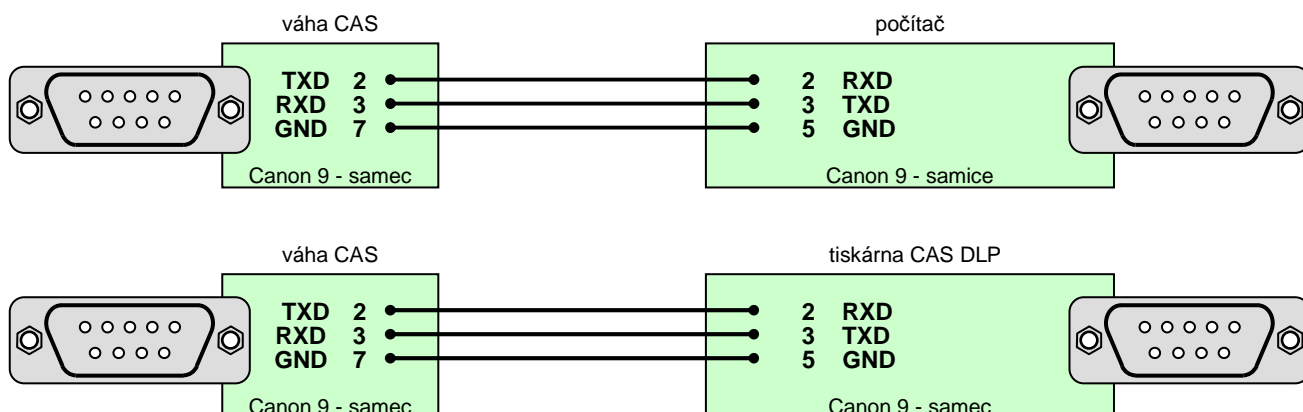 váha CAS
počítač
TXD 2
2 RXD
RXD 3
3 TXD
GND 7
5 GND
Canon 9 - samec
Canon 9 - samice
váha CAS
tiskárna CAS DLP
TXD 2
2 RXD
RXD 3
3 TXD
GND 7
5 GND
Canon 9 - samec
Canon 9 - samec